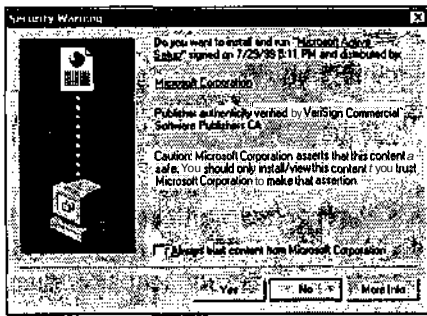 Security Warning
Do you want to install and run "Microsoft Active
Setup" signed on 7/29/99 8:11 PM and distributed by:
Microsoft Corporation
Publisher authenticity verified by VeriSign Commercial
Software Publishers CA
Caution: Microsoft Corporation asserts that this content
safe. You should only install/view this content you trust
Microsoft Corporation to make that assertion.
Always trust content from Microsoft Corporation
Yes No More Info